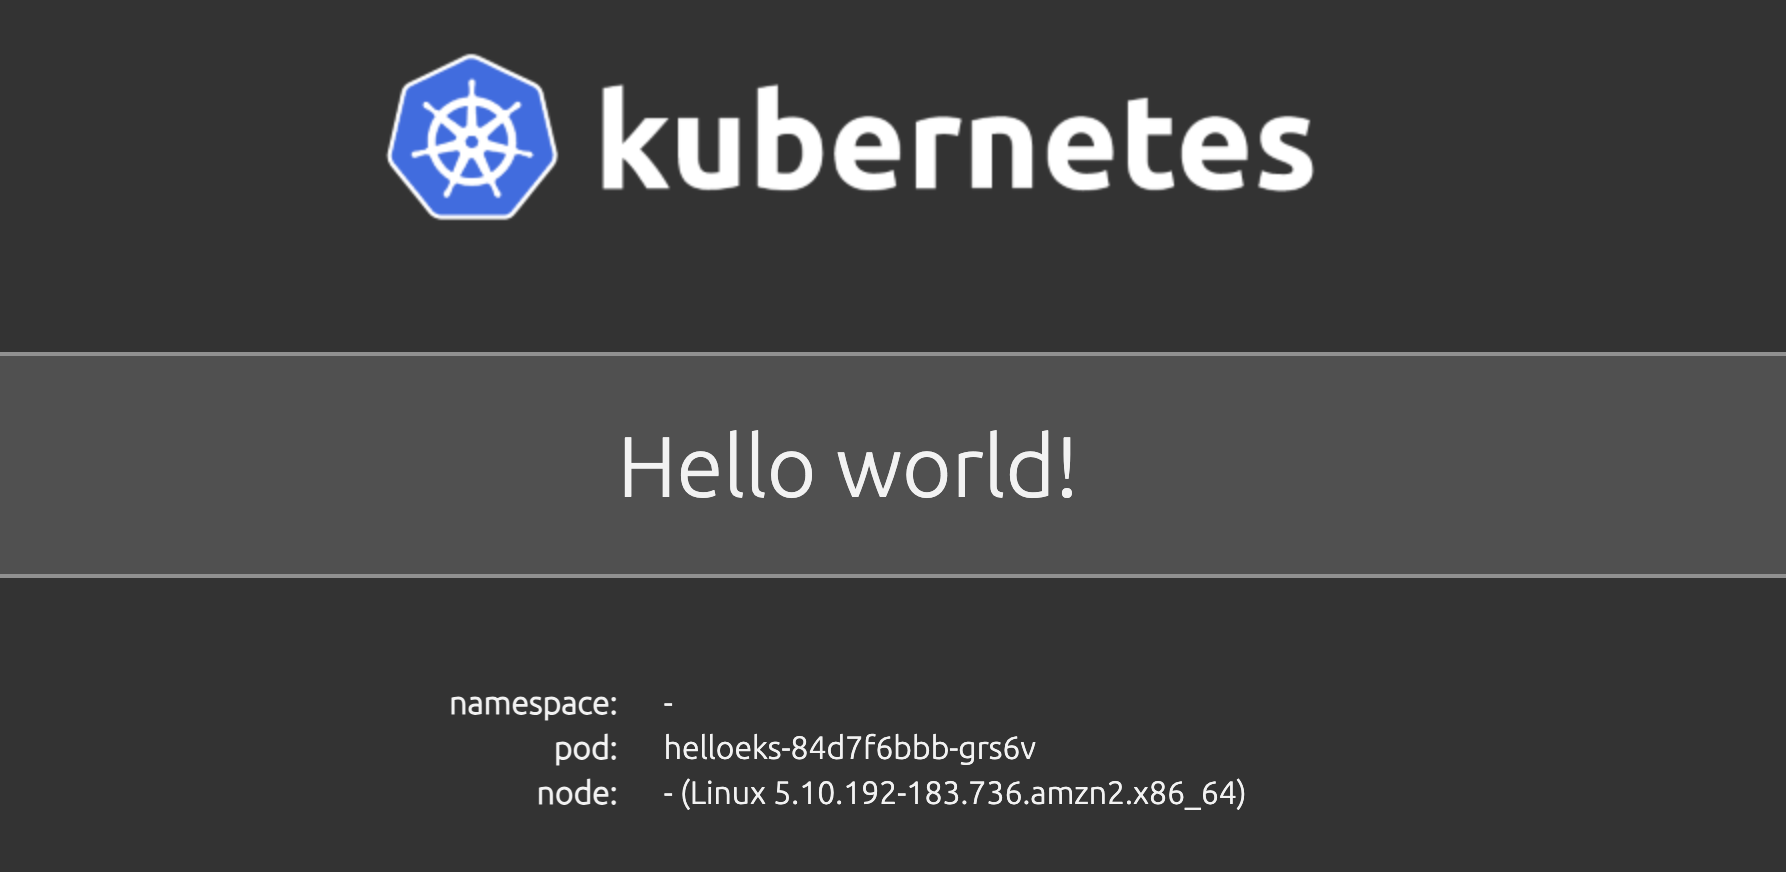 kubernetes
Hello world!
namespace: -
pod: helloeks-84d7f6bbb-grs6v
node: - (Linux 5.10.192-183.736.amzn2.x86_64)